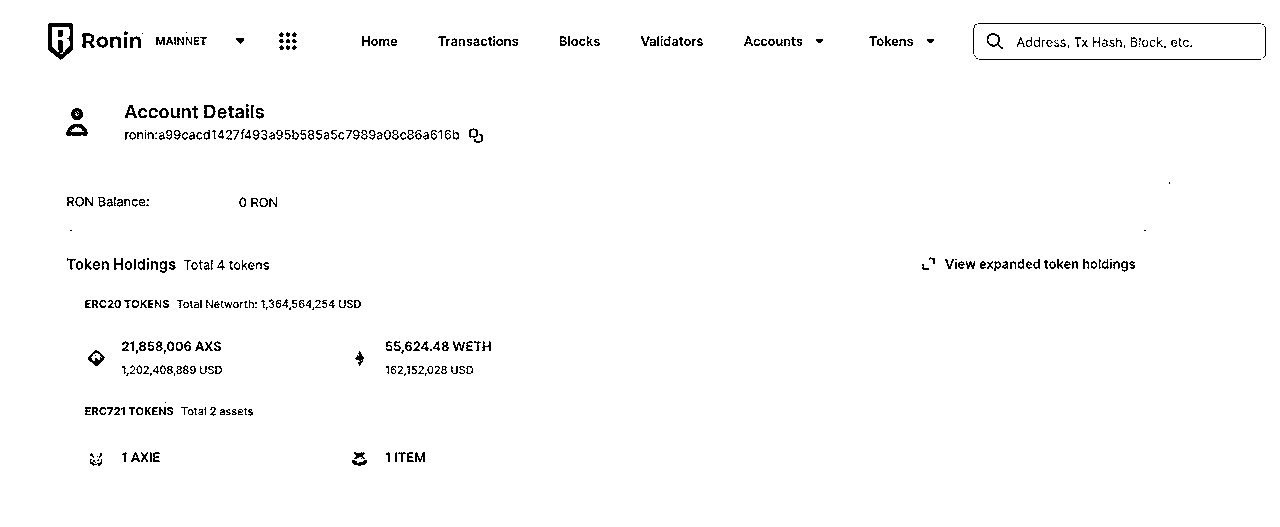 Ronin MAINNET Home Transactions Blocks Validators Accounts Tokens Address, Tx Hash, Block, etc.
Account Details
ronin:a99cacd1427f493a95b585a5c7989a08c86a616b
RON Balance: 0 RON
Token Holdings Total 4 tokens View expanded token holdings
ERC20 TOKENS Total Networth: 1,364,564,254 USD
21,858,006 AXS 55,624.48 WETH
1,202,408,889 USD 162,152,028 USD
ERC721 TOKENS Total 2 assets
1 AXIE 1 ITEM